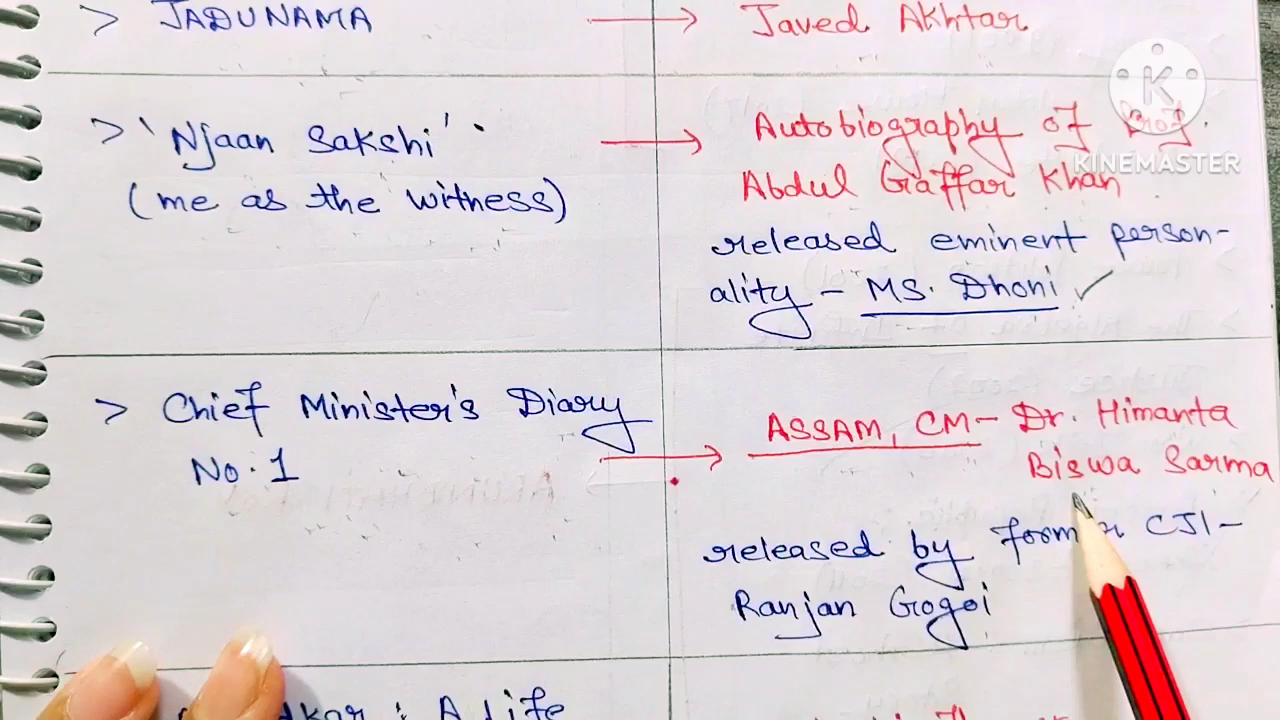 > JADUNAMA → Javed Akhtar
> 'Njaan Sakshi' → Autobiography of Prof.
(me as the witness) Abdul Gaffar Khan
released eminent person-
ality - MS. Dhoni ✓
> Chief Minister's Diary
No. 1 → ASSAM, CM - Dr. Himanta
Biswa Sarma
released by former CJI -
Ranjan Gogoi
: A Life
K
KINEMASTER